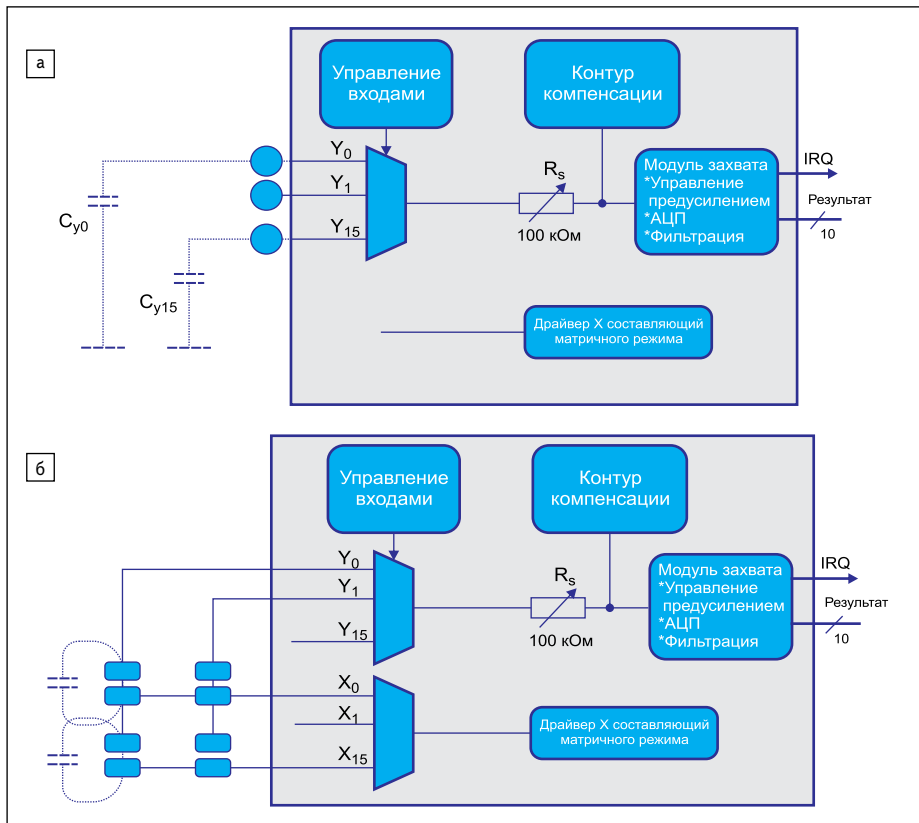 а
Управление
входами
Контур
компенсации
Y0
Y1
Y15
Rs
100 кОм
Модуль захвата
*Управление
предусилением
*АЦП
*Фильтрация
IRQ
Результат
10
Cy0
Cy15
Драйвер X составляющий
матричного режима
б
Управление
входами
Контур
компенсации
Y0
Y1
Y15
Rs
100 кОм
Модуль захвата
*Управление
предусилением
*АЦП
*Фильтрация
IRQ
Результат
10
X0
X1
X15
Драйвер X составляющий
матричного режима